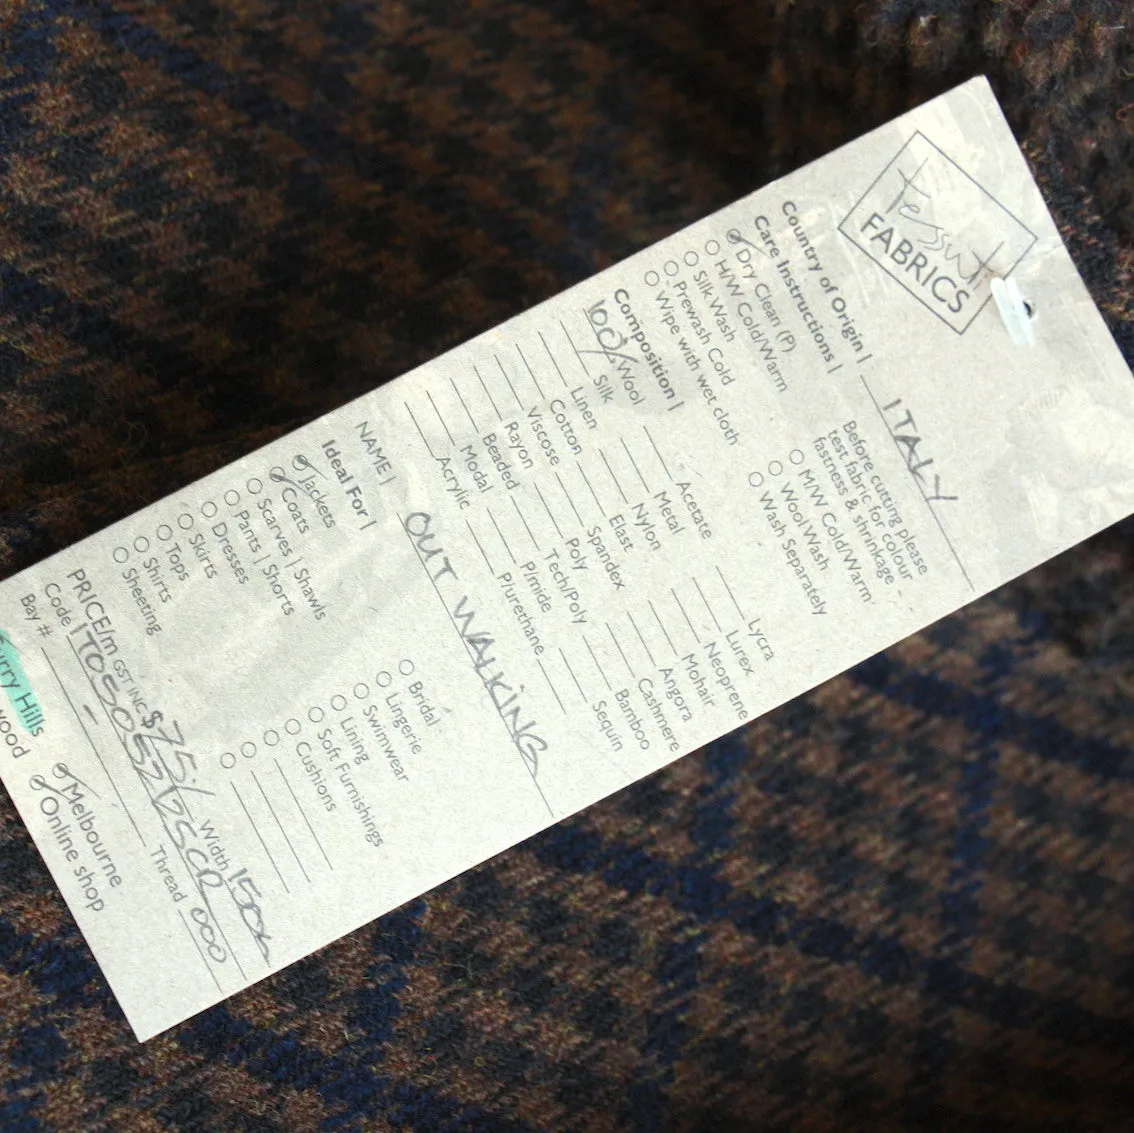 tessuti
FABRICS
Country of Origin | ITALY
Care Instructions |
Before cutting please
test fabric for colour
fastness & shrinkage
Dry Clean (P)
H/W Cold/Warm
Silk Wash
Prewash Cold
Wipe with wet cloth
M/W Cold/Warm
Wool Wash
Wash Separately
Composition |
100% Wool
Silk
Linen
Cotton
Viscose
Rayon
Beaded
Modal
Acrylic
Acetate
Metal
Nylon
Elast
Spandex
Poly
Tech/Poly
P/mide
P/urethane
Lycra
Lurex
Neoprene
Mohair
Angora
Cashmere
Bamboo
Sequin
NAME | OUT WALKING
Ideal For |
Jackets
Coats
Scarves | Shawls
Pants | Shorts
Dresses
Skirts
Tops
Shirts
Sheeting
Bridal
Lingerie
Swimwear
Lining
Soft Furnishings
Cushions
PRICE/m GST INC $75/ Width 150cm
Code Thread 000
Bay # -
Hills
Melbourne
Online shop